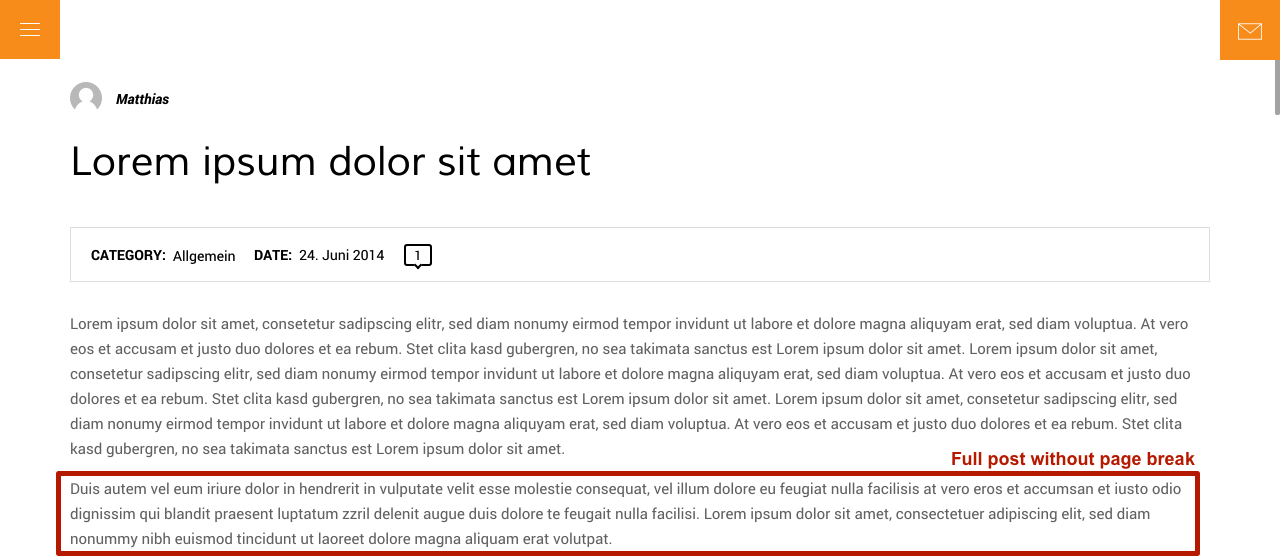 Matthias
Lorem ipsum dolor sit amet
CATEGORY: Allgemein DATE: 24. Juni 2014 1
Lorem ipsum dolor sit amet, consetetur sadipscing elitr, sed diam nonumy eirmod tempor invidunt ut labore et dolore magna aliquyam erat, sed diam voluptua. At vero
eos et accusam et justo duo dolores et ea rebum. Stet clita kasd gubergren, no sea takimata sanctus est Lorem ipsum dolor sit amet. Lorem ipsum dolor sit amet,
consetetur sadipscing elitr, sed diam nonumy eirmod tempor invidunt ut labore et dolore magna aliquyam erat, sed diam voluptua. At vero eos et accusam et justo duo
dolores et ea rebum. Stet clita kasd gubergren, no sea takimata sanctus est Lorem ipsum dolor sit amet. Lorem ipsum dolor sit amet, consetetur sadipscing elitr, sed
diam nonumy eirmod tempor invidunt ut labore et dolore magna aliquyam erat, sed diam voluptua. At vero eos et accusam et justo duo dolores et ea rebum. Stet clita
kasd gubergren, no sea takimata sanctus est Lorem ipsum dolor sit amet.
Full post without page break
Duis autem vel eum iriure dolor in hendrerit in vulputate velit esse molestie consequat, vel illum dolore eu feugiat nulla facilisis at vero eros et accumsan et iusto odio
dignissim qui blandit praesent luptatum zzril delenit augue duis dolore te feugait nulla facilisi. Lorem ipsum dolor sit amet, consectetuer adipiscing elit, sed diam
nonummy nibh euismod tincidunt ut laoreet dolore magna aliquam erat volutpat.